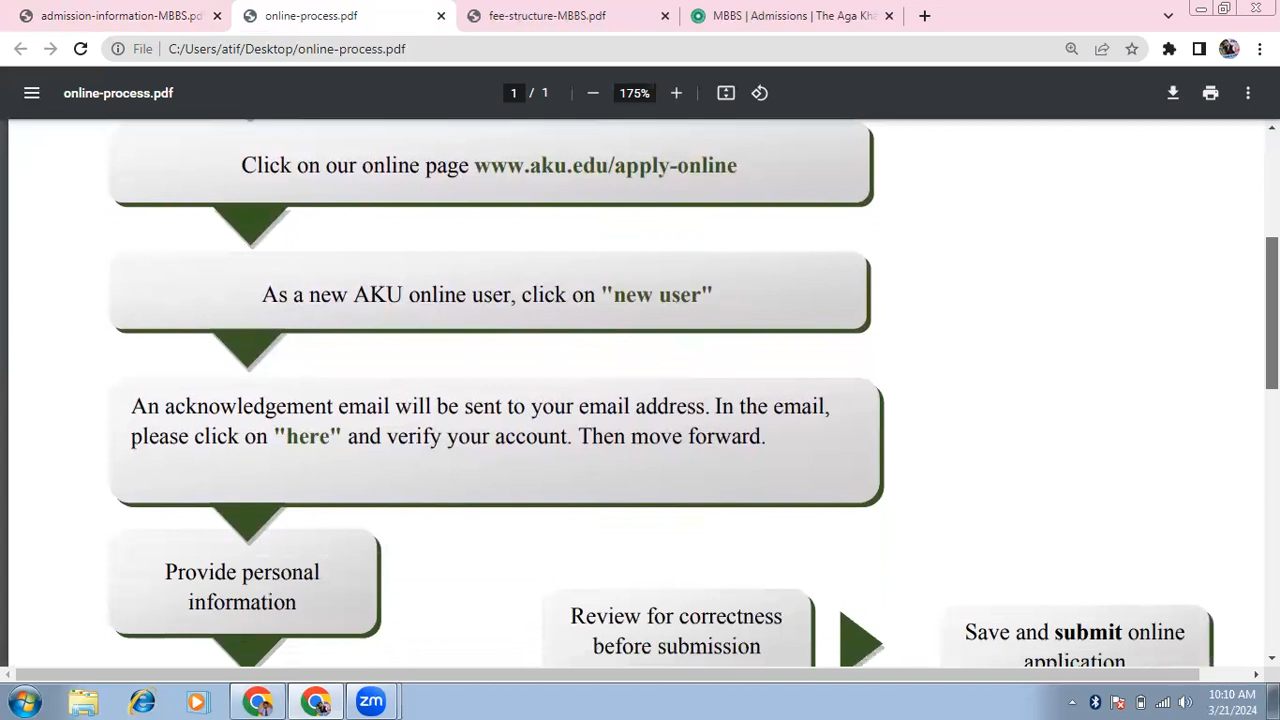 admission-information-MBBS.pdf
online-process.pdf
fee-structure-MBBS.pdf
MBBS | Admissions | The Aga Kha
File
C:/Users/atif/Desktop/online-process.pdf
online-process.pdf
1 / 1
175%
Click on our online page www.aku.edu/apply-online
As a new AKU online user, click on "new user"
An acknowledgement email will be sent to your email address. In the email,
please click on "here" and verify your account. Then move forward.
Provide personal
information
Review for correctness
before submission
Save and submit online
application
zm
10:10 AM
3/21/2024